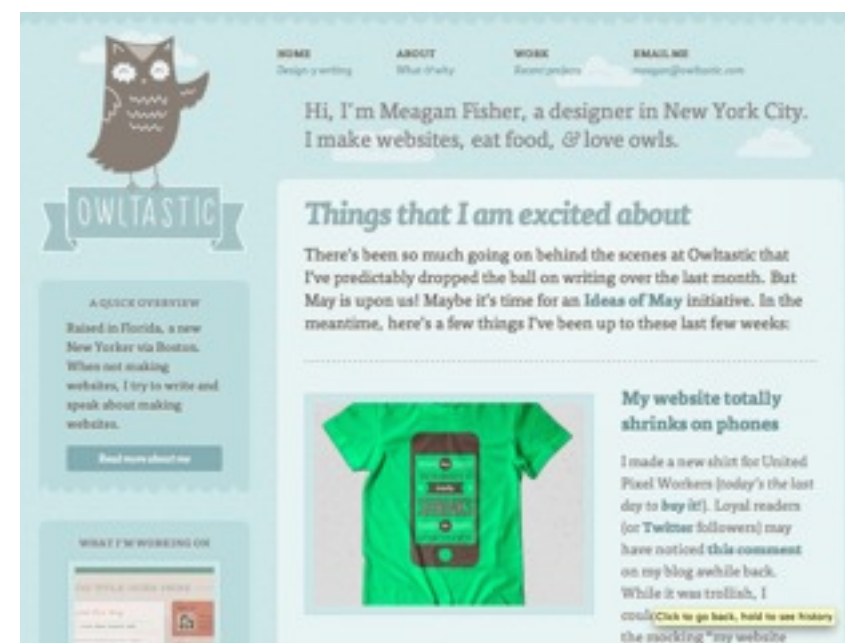 HOME ABOUT WORK EMAIL ME
Design & writing What & why Recent projects meagan@owltastic.com
Hi, I'm Meagan Fisher, a designer in New York City.
I make websites, eat food, & love owls.
OWLTASTIC
A QUICK OVERVIEW
Raised in Florida, a new
New Yorker via Boston.
When not making
websites, I try to write and
speak about making
websites.
Read more about me
WHAT I'M WORKING ON
Things that I am excited about
There's been so much going on behind the scenes at Owltastic that
I've predictably dropped the ball on writing over the last month. But
May is upon us! Maybe it's time for an Ideas of May initiative. In the
meantime, here's a few things I've been up to these last few weeks:
My website totally
shrinks on phones
I made a new shirt for United
Pixel Workers (today's the last
day to buy it!). Loyal readers
(or Twitter followers) may
have noticed this comment
on my blog awhile back.
While it was trollish, I
Click to go back, hold to see history
the mocking "my website